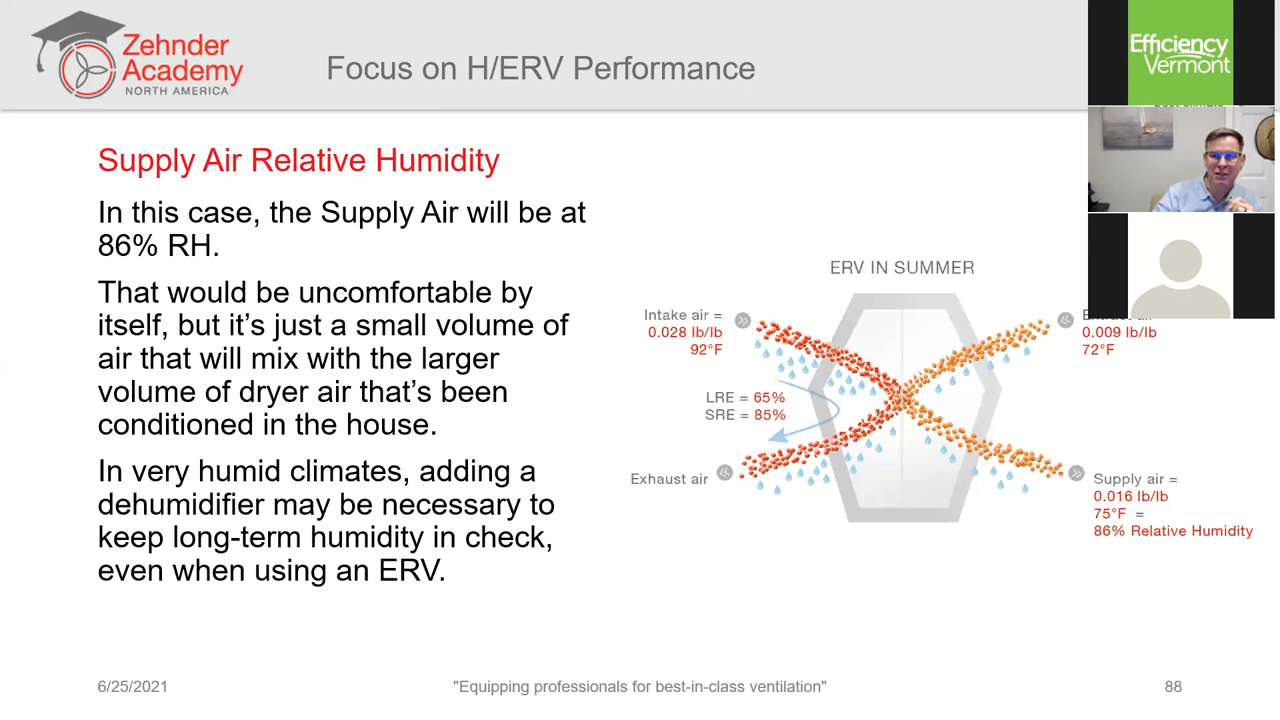 Zehnder
Academy
NORTH AMERICA
Focus on H/ERV Performance
Efficiency
Vermont
Supply Air Relative Humidity
In this case, the Supply Air will be at
86% RH.
That would be uncomfortable by
itself, but it’s just a small volume of
air that will mix with the larger
volume of dryer air that’s been
conditioned in the house.
In very humid climates, adding a
dehumidifier may be necessary to
keep long-term humidity in check,
even when using an ERV.
ERV IN SUMMER
Intake air =
0.028 lb/lb
92°F
0.009 lb/lb
72°F
LRE = 65%
SRE = 85%
Exhaust air
Supply air =
0.016 lb/lb
75°F =
86% Relative Humidity
6/25/2021
"Equipping professionals for best-in-class ventilation"
88